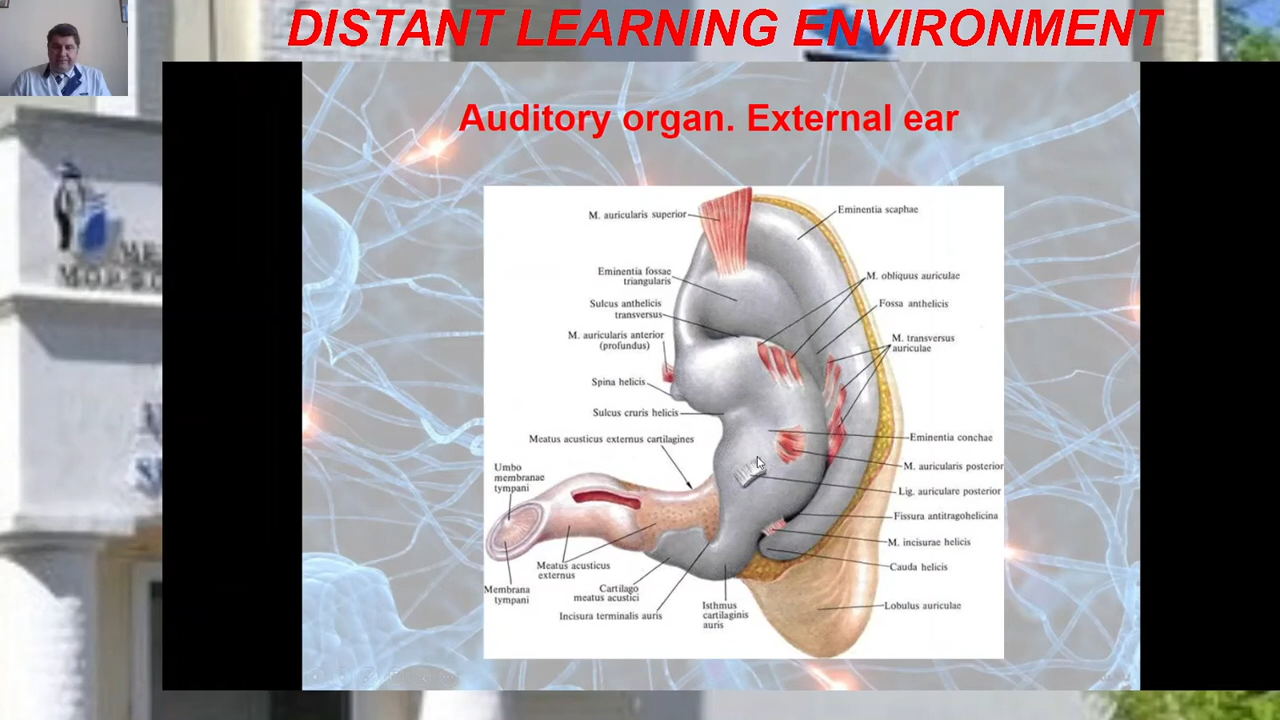 DISTANT LEARNING ENVIRONMENT
Auditory organ. External ear
M. auricularis superior
Eminentia scaphae
Eminentia fossae
triangularis
M. obliquus auriculae
Sulcus anthelicis
transversus
Fossa anthelicis
M. auricularis anterior
(profundus)
M. transversus
auriculae
Spina helicis
Sulcus cruris helicis
Meatus acusticus externus cartilagines
Eminentia conchae
Umbo
membranae
tympani
M. auricularis posterior
Lig. auriculare posterior
Fissura antitragohelicina
M. incisurae helicis
Meatus acusticus
externus
Cauda helicis
Membrana
tympani
Cartilago
meatus acustici
Incisura terminalis auris
Isthmus
cartilaginis
auris
Lobulus auriculae